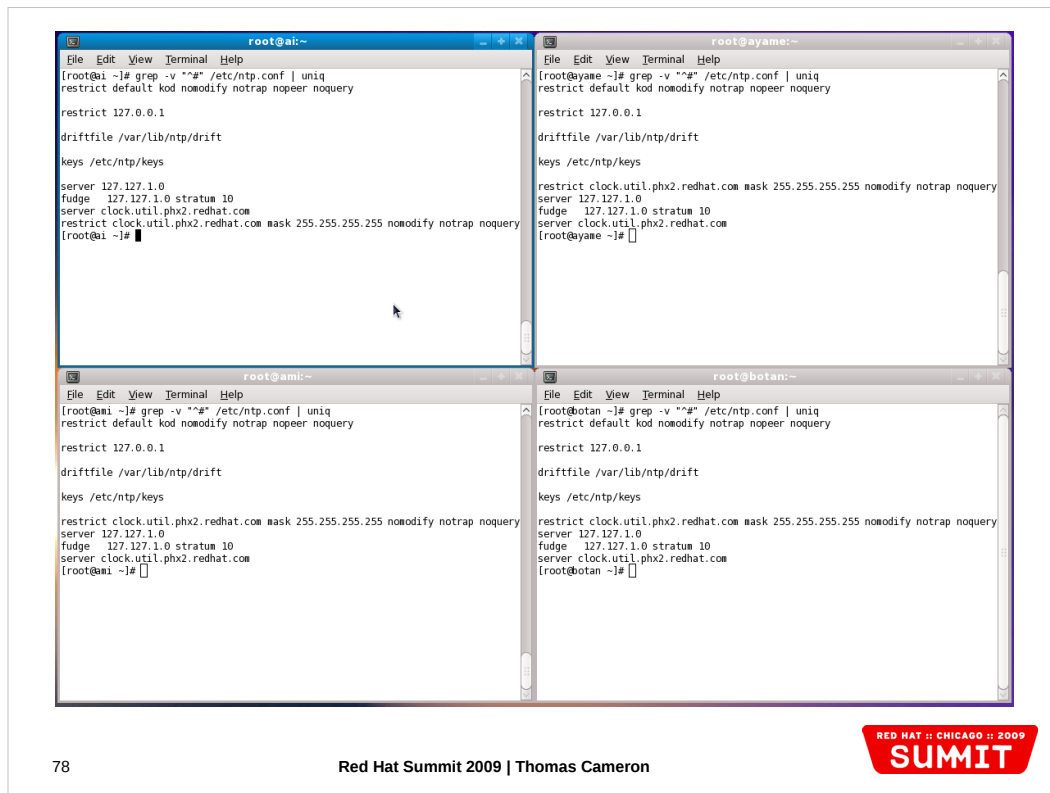 root@ai:~
File Edit View Terminal Help
[root@ai ~]# grep -v "^#" /etc/ntp.conf | uniq
restrict default kod nomodify notrap nopeer noquery
restrict 127.0.0.1
driftfile /var/lib/ntp/drift
keys /etc/ntp/keys
server 127.127.1.0
fudge   127.127.1.0 stratum 10
server clock.util.phx2.redhat.com
restrict clock.util.phx2.redhat.com mask 255.255.255.255 nomodify notrap noquery
[root@ai ~]#
root@ayame:~
File Edit View Terminal Help
[root@ayame ~]# grep -v "^#" /etc/ntp.conf | uniq
restrict default kod nomodify notrap nopeer noquery
restrict 127.0.0.1
driftfile /var/lib/ntp/drift
keys /etc/ntp/keys
restrict clock.util.phx2.redhat.com mask 255.255.255.255 nomodify notrap noquery
server 127.127.1.0
fudge   127.127.1.0 stratum 10
server clock.util.phx2.redhat.com
[root@ayame ~]#
root@ami:~
File Edit View Terminal Help
[root@ami ~]# grep -v "^#" /etc/ntp.conf | uniq
restrict default kod nomodify notrap nopeer noquery
restrict 127.0.0.1
driftfile /var/lib/ntp/drift
keys /etc/ntp/keys
restrict clock.util.phx2.redhat.com mask 255.255.255.255 nomodify notrap noquery
server 127.127.1.0
fudge   127.127.1.0 stratum 10
server clock.util.phx2.redhat.com
[root@ami ~]#
root@botan:~
File Edit View Terminal Help
[root@botan ~]# grep -v "^#" /etc/ntp.conf | uniq
restrict default kod nomodify notrap nopeer noquery
restrict 127.0.0.1
driftfile /var/lib/ntp/drift
keys /etc/ntp/keys
restrict clock.util.phx2.redhat.com mask 255.255.255.255 nomodify notrap noquery
server 127.127.1.0
fudge   127.127.1.0 stratum 10
server clock.util.phx2.redhat.com
[root@botan ~]#
78
Red Hat Summit 2009 | Thomas Cameron
RED HAT :: CHICAGO :: 2009
SUMMIT